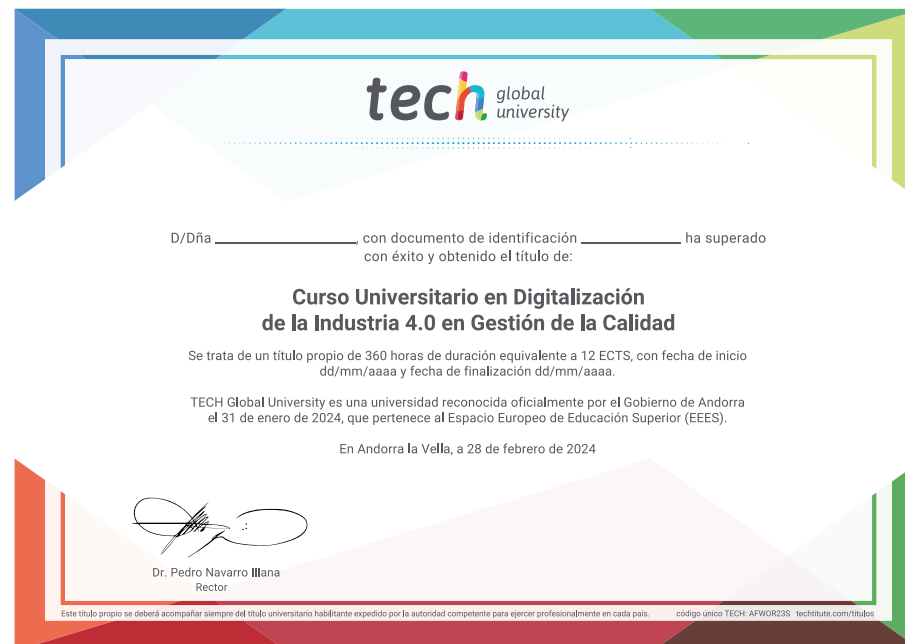 tech global university
D/Dña ____________________, con documento de identificación ______________ ha superado
con éxito y obtenido el título de:
Curso Universitario en Digitalización
de la Industria 4.0 en Gestión de la Calidad
Se trata de un título propio de 360 horas de duración equivalente a 12 ECTS, con fecha de inicio
dd/mm/aaaa y fecha de finalización dd/mm/aaaa.
TECH Global University es una universidad reconocida oficialmente por el Gobierno de Andorra
el 31 de enero de 2024, que pertenece al Espacio Europeo de Educación Superior (EEES).
En Andorra la Vella, a 28 de febrero de 2024
Dr. Pedro Navarro Illana
Rector
Este título propio se deberá acompañar siempre del título universitario habilitante expedido por la autoridad competente para ejercer profesionalmente en cada país. código único TECH: AFWOR23S techtitute.com/titulos